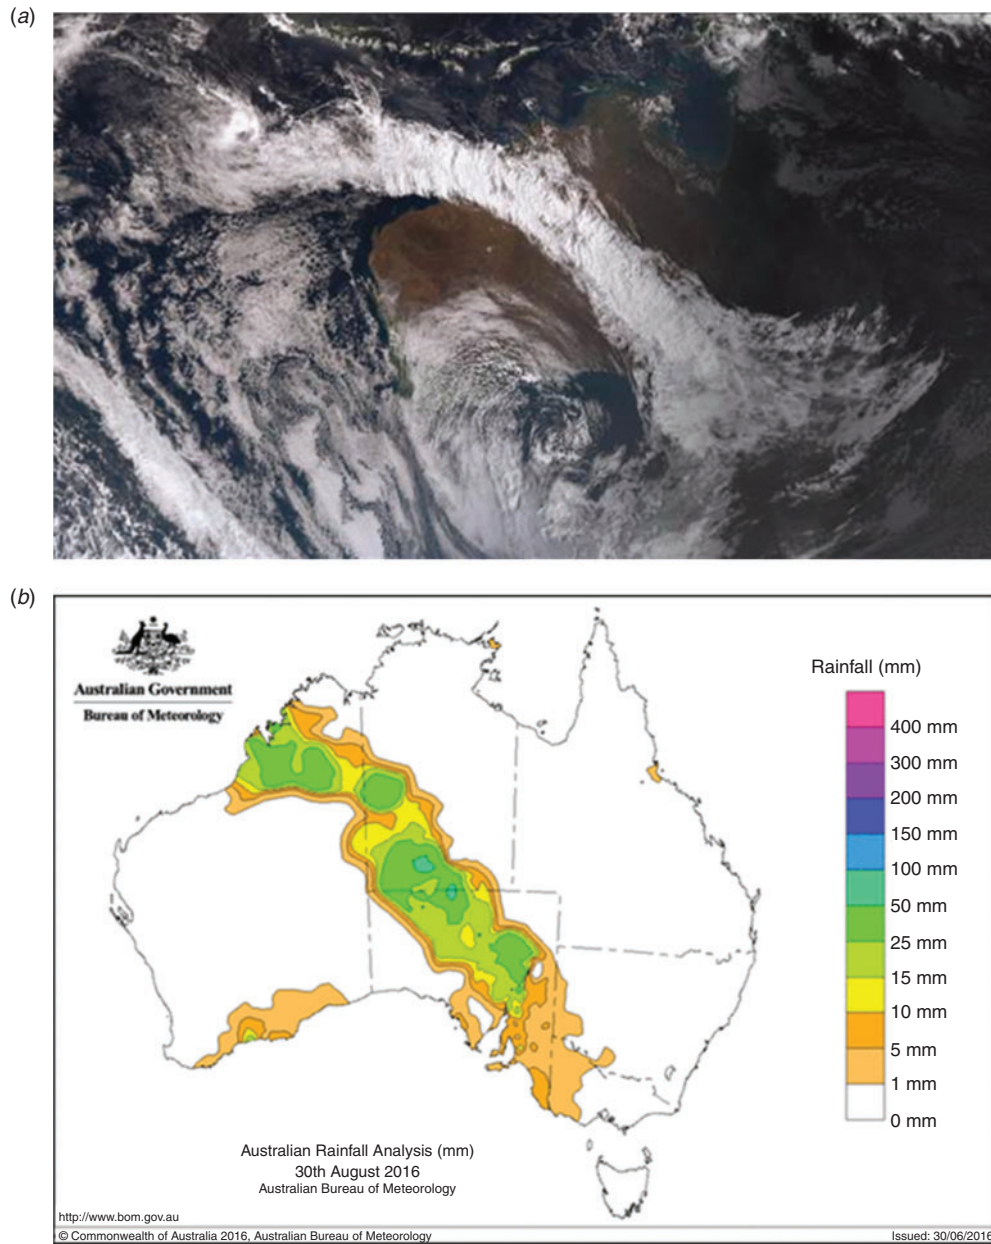 (a)
(b)
Australian Government
Bureau of Meteorology
Rainfall (mm)
400 mm
300 mm
200 mm
150 mm
100 mm
50 mm
25 mm
15 mm
10 mm
5 mm
1 mm
0 mm
Australian Rainfall Analysis (mm)
30th August 2016
Australian Bureau of Meteorology
http://www.bom.gov.au
© Commonwealth of Australia 2016, Australian Bureau of Meteorology
Issued: 30/06/2016